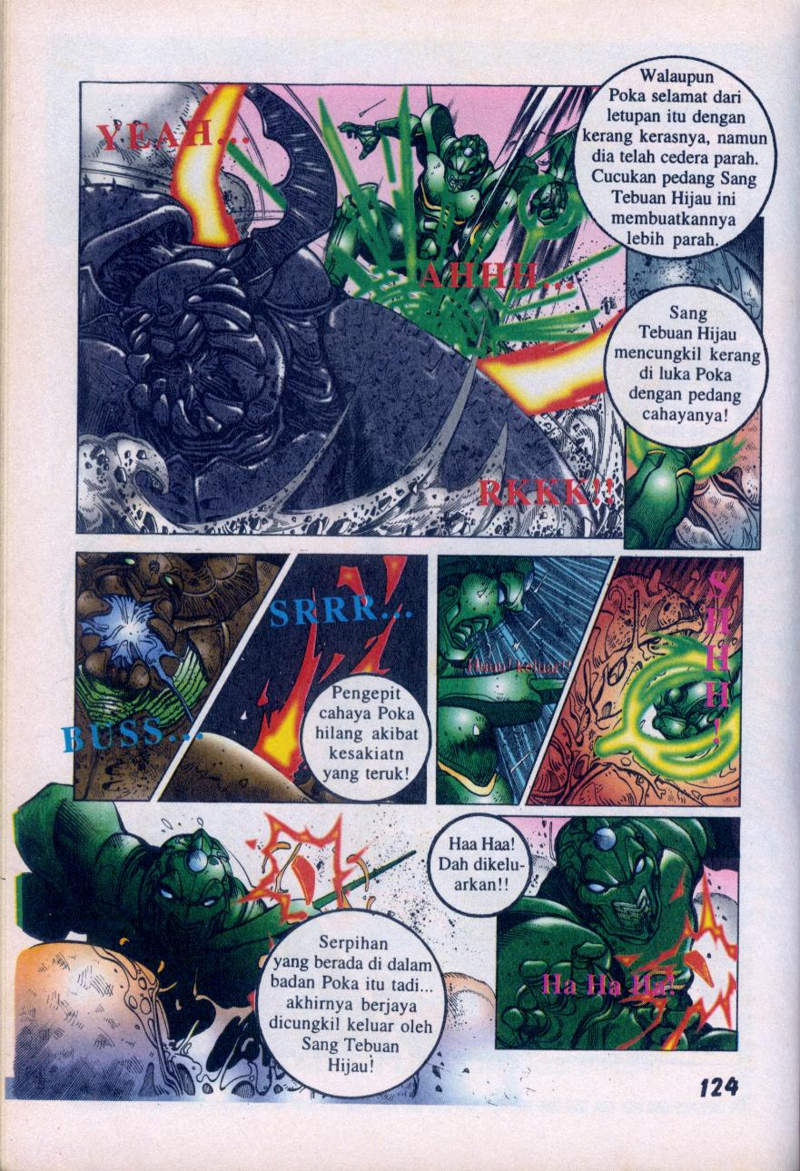 YEAH...
Walaupun
Poka selamat dari
letupan itu dengan
kerang kerasnya, namun
dia telah cedera parah.
Cucukan pedang Sang
Tebuan Hijau ini
membuatkannya
lebih parah.
AHHH...
Sang
Tebuan Hijau
mencungkil kerang
di luka Poka
dengan pedang
cahayanya!
RKKK!!
BUSS...
SRRR...
Pengepit
cahaya Poka
hilang akibat
kesakiatn
yang teruk!
Hmm! keluar!!
SHHH!
Serpihan
yang berada di dalam
badan Poka itu tadi...
akhirnya berjaya
dicungkil keluar oleh
Sang Tebuan
Hijau!
Haa Haa!
Dah dikelu-
arkan!!
Ha Ha Ha!
124